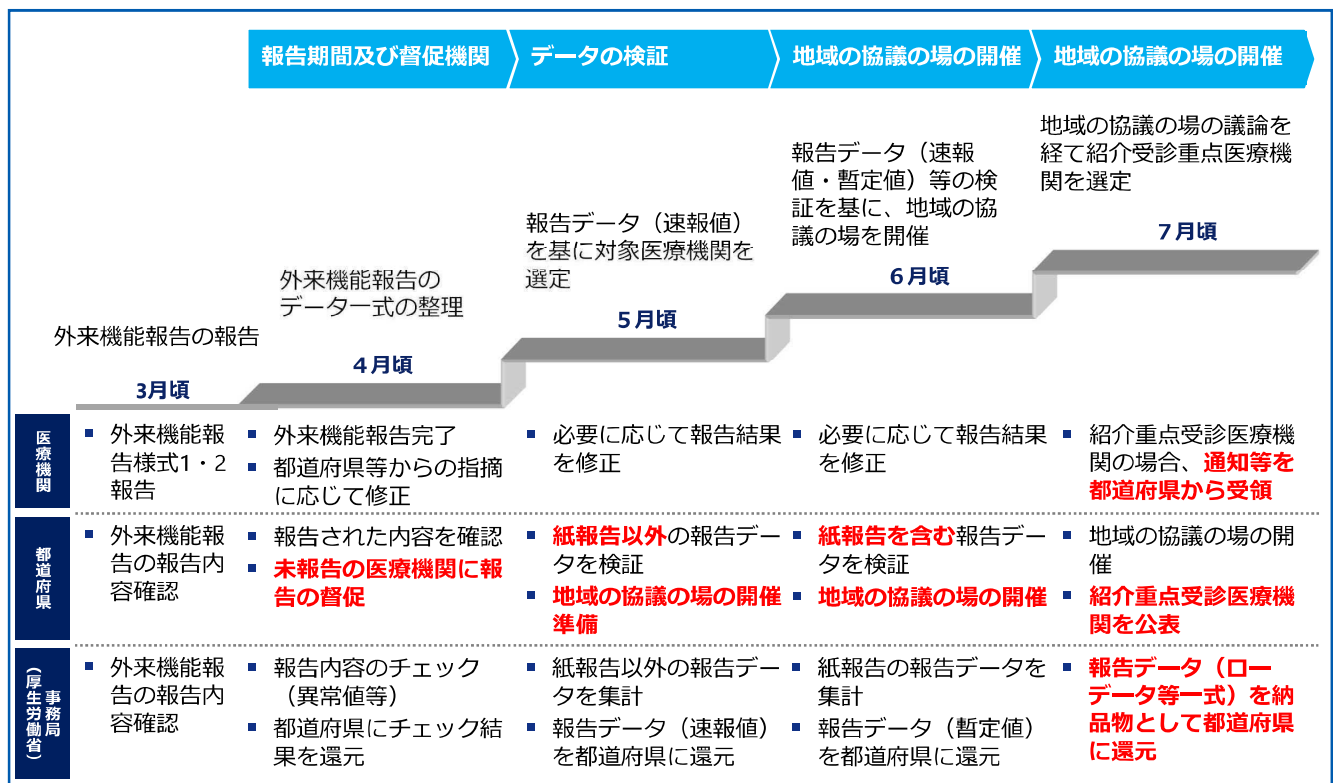 報告期間及び督促機関
データの検証
地域の協議の場の開催
地域の協議の場の開催
外来機能報告の報告
3月頃
外来機能報告の
データ一式の整理
4月頃
報告データ（速報値）
を基に対象医療機関を
選定
5月頃
報告データ（速報
値・暫定値）等の検
証を基に、地域の協
議の場を開催
6月頃
地域の協議の場の議論を
経て紹介受診重点医療機
関を選定
7月頃
医療機関
▪ 外来機能報
告様式1・2
報告
▪ 外来機能報告完了
▪ 都道府県等からの指摘
に応じて修正
▪ 必要に応じて報告結果
を修正
▪ 必要に応じて報告結果
を修正
▪ 紹介重点受診医療機
関の場合、通知等を
都道府県から受領
都道府県
▪ 外来機能報
告の報告内
容確認
▪ 報告された内容を確認
▪ 未報告の医療機関に報
告の督促
▪ 紙報告以外の報告デー
タを検証
▪ 地域の協議の場の開催
準備
▪ 紙報告を含む報告デー
タを検証
▪ 地域の協議の場の開催
▪ 地域の協議の場の開
催
▪ 紹介重点受診医療機
関を公表
事務局
（厚生労働省）
▪ 外来機能報
告の報告内
容確認
▪ 報告内容のチェック
（異常値等）
▪ 都道府県にチェック結
果を還元
▪ 紙報告以外の報告デー
タを集計
▪ 報告データ（速報値）
を都道府県に還元
▪ 紙報告の報告データを
集計
▪ 報告データ（暫定値）
を都道府県に還元
▪ 報告データ（ロー
データ等一式）を納
品物として都道府県
に還元